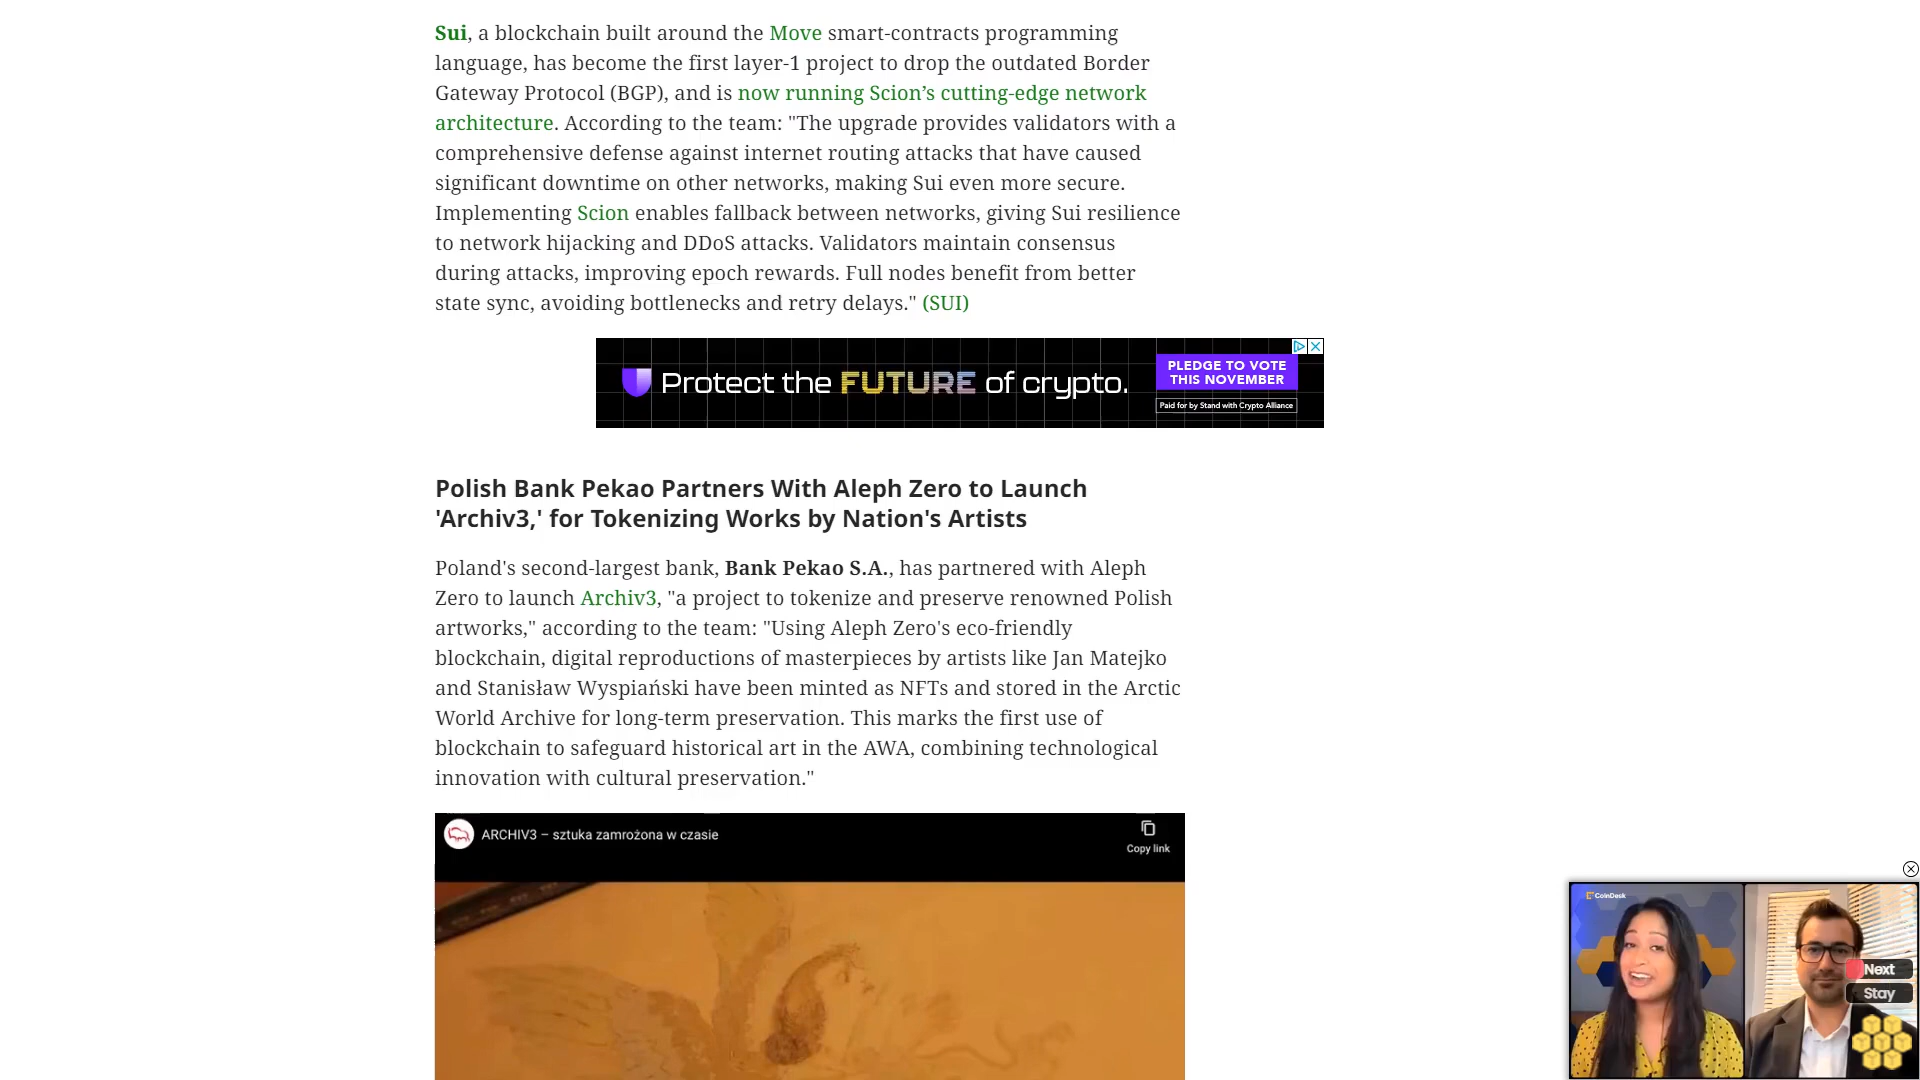 Sui, a blockchain built around the Move smart-contracts programming
language, has become the first layer-1 project to drop the outdated Border
Gateway Protocol (BGP), and is now running Scion’s cutting-edge network
architecture. According to the team: "The upgrade provides validators with a
comprehensive defense against internet routing attacks that have caused
significant downtime on other networks, making Sui even more secure.
Implementing Scion enables fallback between networks, giving Sui resilience
to network hijacking and DDoS attacks. Validators maintain consensus
during attacks, improving epoch rewards. Full nodes benefit from better
state sync, avoiding bottlenecks and retry delays." (SUI)
Protect the FUTURE of crypto.
PLEDGE TO VOTE
THIS NOVEMBER
Paid for by Stand with Crypto Alliance
Polish Bank Pekao Partners With Aleph Zero to Launch
'Archiv3,' for Tokenizing Works by Nation's Artists
Poland's second-largest bank, Bank Pekao S.A., has partnered with Aleph
Zero to launch Archiv3, "a project to tokenize and preserve renowned Polish
artworks," according to the team: "Using Aleph Zero's eco-friendly
blockchain, digital reproductions of masterpieces by artists like Jan Matejko
and Stanisław Wyspiański have been minted as NFTs and stored in the Arctic
World Archive for long-term preservation. This marks the first use of
blockchain to safeguard historical art in the AWA, combining technological
innovation with cultural preservation."
ARCHIV3 – sztuka zamrożona w czasie
Copy link
CoinDesk
Next
Stay